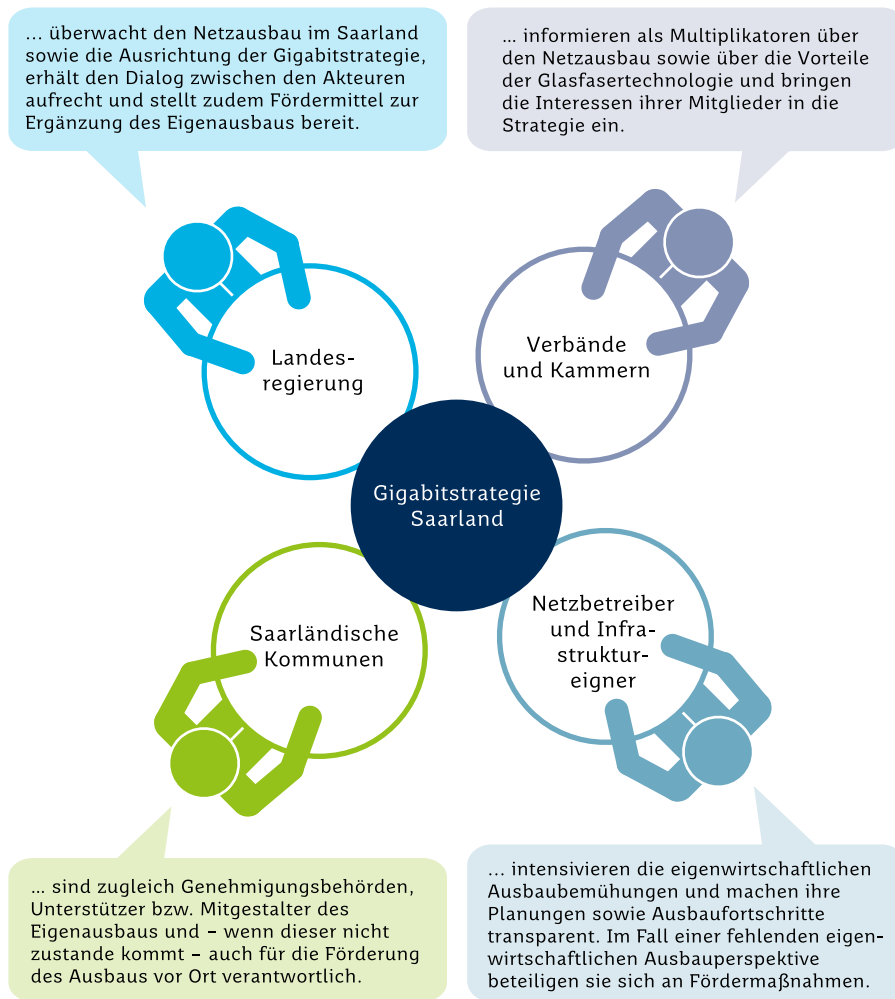 ... überwacht den Netzausbau im Saarland
sowie die Ausrichtung der Gigabitstrategie,
erhält den Dialog zwischen den Akteuren
aufrecht und stellt zudem Fördermittel zur
Ergänzung des Eigenausbaus bereit.
... informieren als Multiplikatoren über
den Netzausbau sowie über die Vorteile
der Glasfasertechnologie und bringen
die Interessen ihrer Mitglieder in die
Strategie ein.
Landes-
regierung
Verbände
und Kammern
Gigabitstrategie
Saarland
Saarländische
Kommunen
Netzbetreiber
und Infra-
struktur-
eigner
... sind zugleich Genehmigungsbehörden,
Unterstützer bzw. Mitgestalter des
Eigenausbaus und – wenn dieser nicht
zustande kommt – auch für die Förderung
des Ausbaus vor Ort verantwortlich.
... intensivieren die eigenwirtschaftlichen
Ausbaubemühungen und machen ihre
Planungen sowie Ausbaufortschritte
transparent. Im Fall einer fehlenden eigen-
wirtschaftlichen Ausbauperspektive
beteiligen sie sich an Fördermaßnahmen.